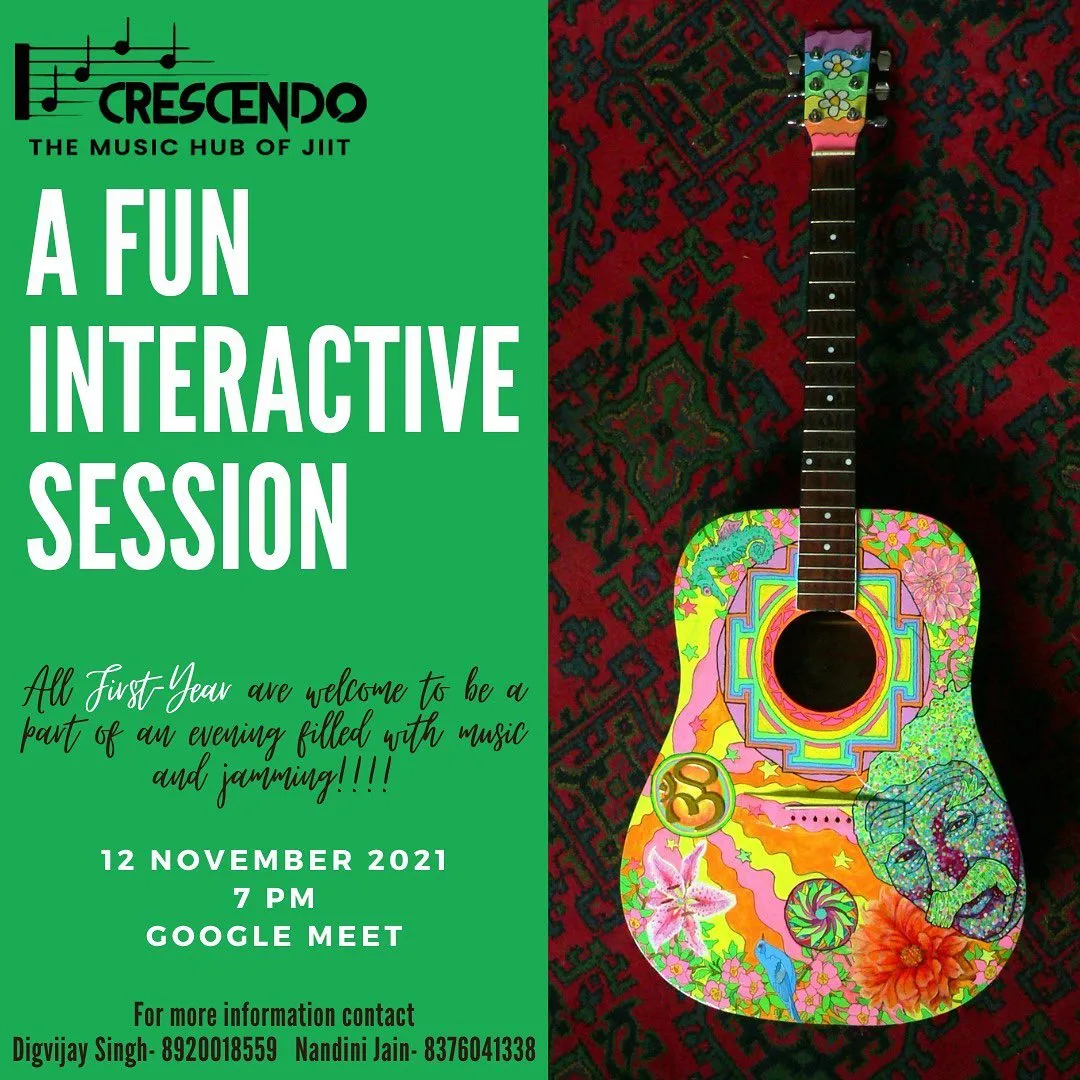 CRESCENDO
THE MUSIC HUB OF JIIT
A FUN
INTERACTIVE
SESSION
All First-Year are welcome to be a
part of an evening filled with music
and jamming!!!!
12 NOVEMBER 2021
7 PM
GOOGLE MEET
For more information contact
Digvijay Singh- 8920018559 Nandini Jain- 8376041338
ॐ